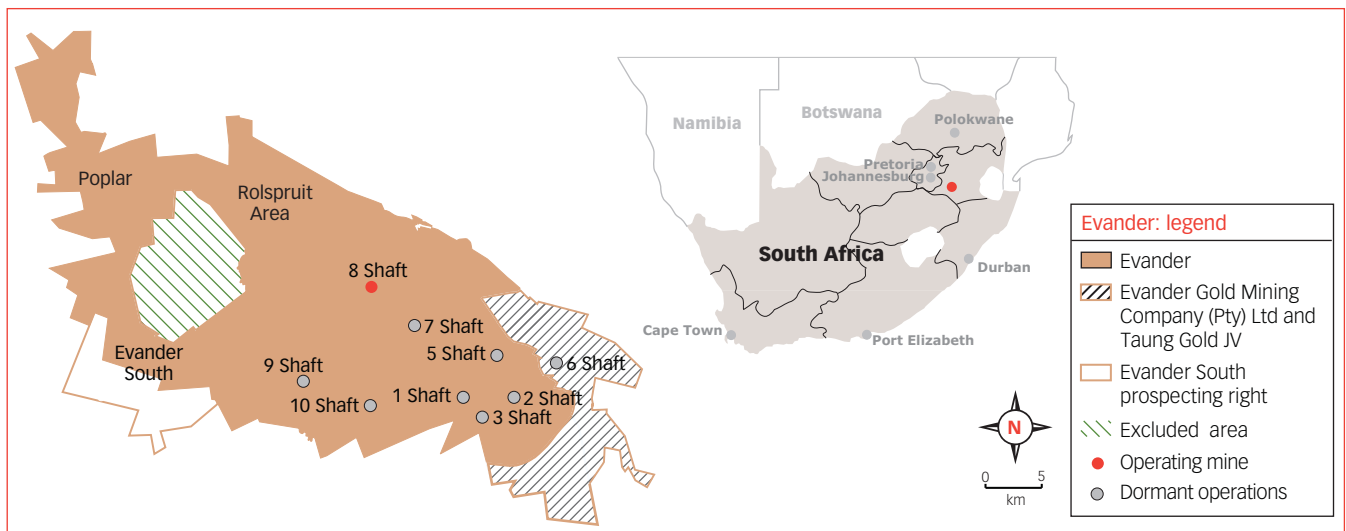 Poplar
Rolspruit
Area
8 Shaft
7 Shaft
5 Shaft
6 Shaft
Evander
South
9 Shaft
10 Shaft
1 Shaft
2 Shaft
3 Shaft
Namibia
Botswana
Polokwane
Pretoria
Johannesburg
South Africa
Durban
Cape Town
Port Elizabeth
N
0 5
km
Evander: legend
Evander
Evander Gold Mining
Company (Pty) Ltd and
Taung Gold JV
Evander South
prospecting right
Excluded area
Operating mine
Dormant operations